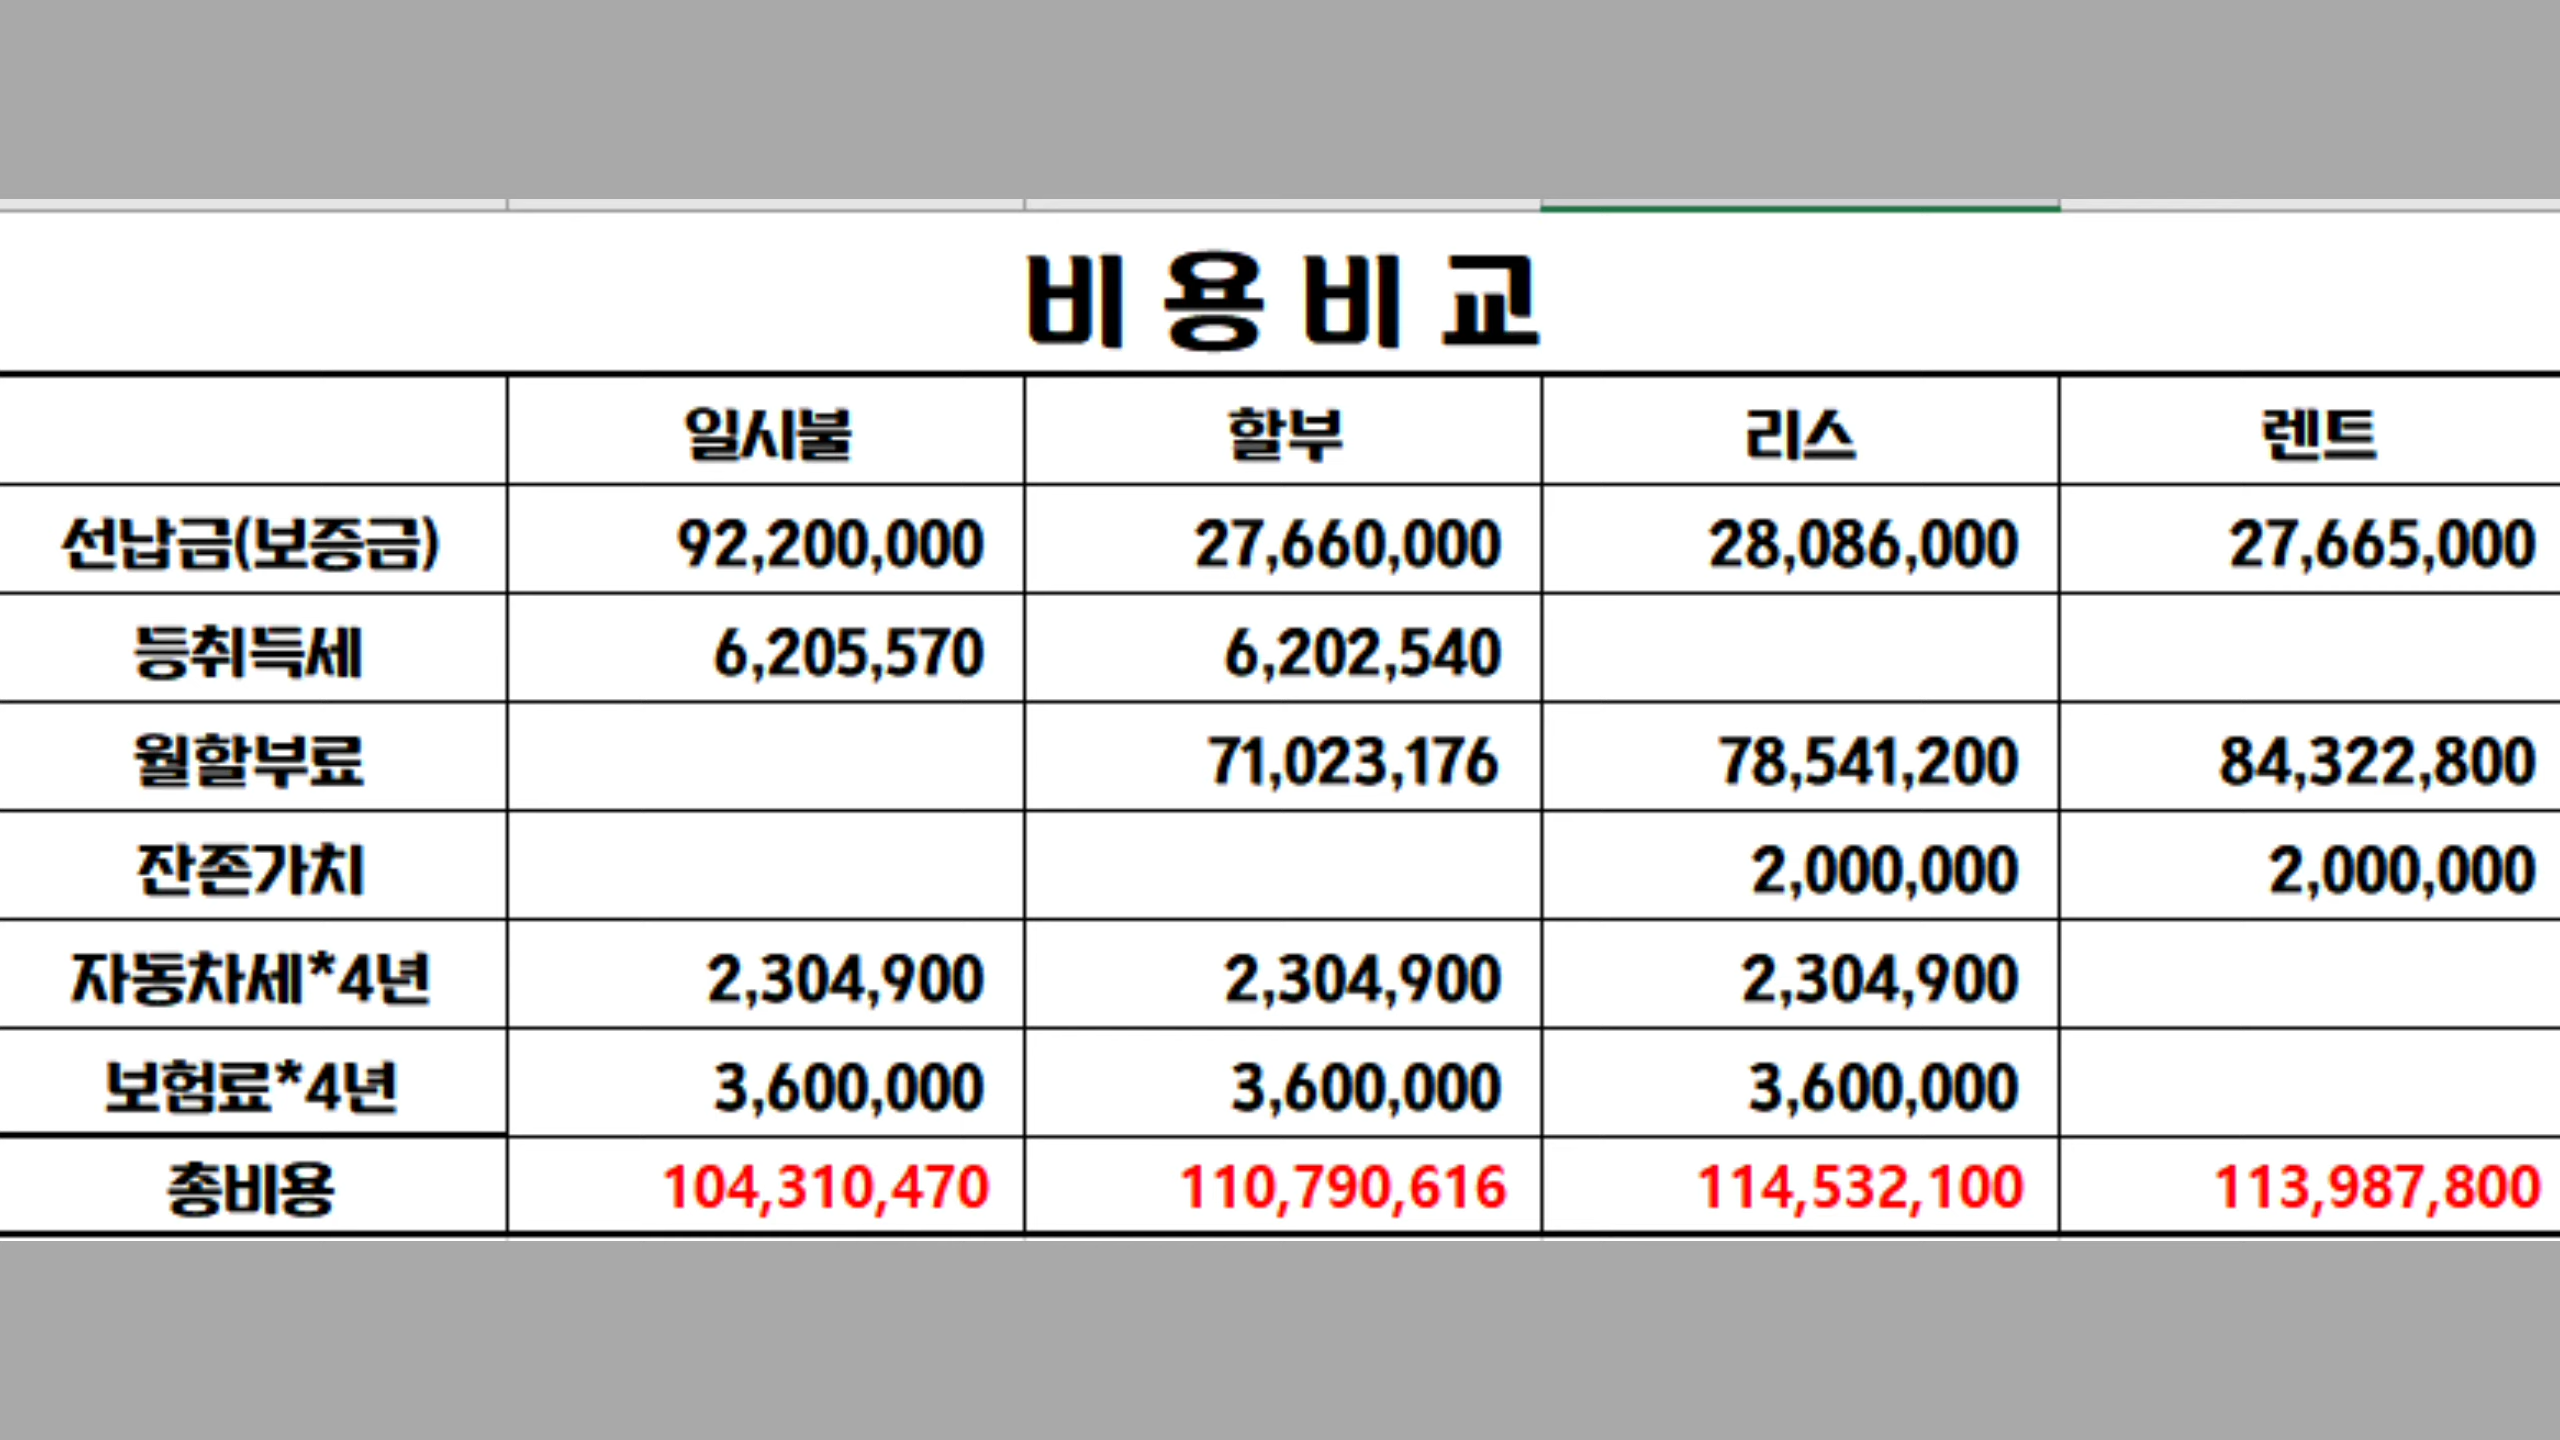 비 용 비 교
일시불 할부 리스 렌트
선납금(보증금) 92,200,000 27,660,000 28,086,000 27,665,000
등취득세 6,205,570 6,202,540
월할부료 71,023,176 78,541,200 84,322,800
잔존가치 2,000,000 2,000,000
자동차세*4년 2,304,900 2,304,900 2,304,900
보험료*4년 3,600,000 3,600,000 3,600,000
총비용 104,310,470 110,790,616 114,532,100 113,987,800